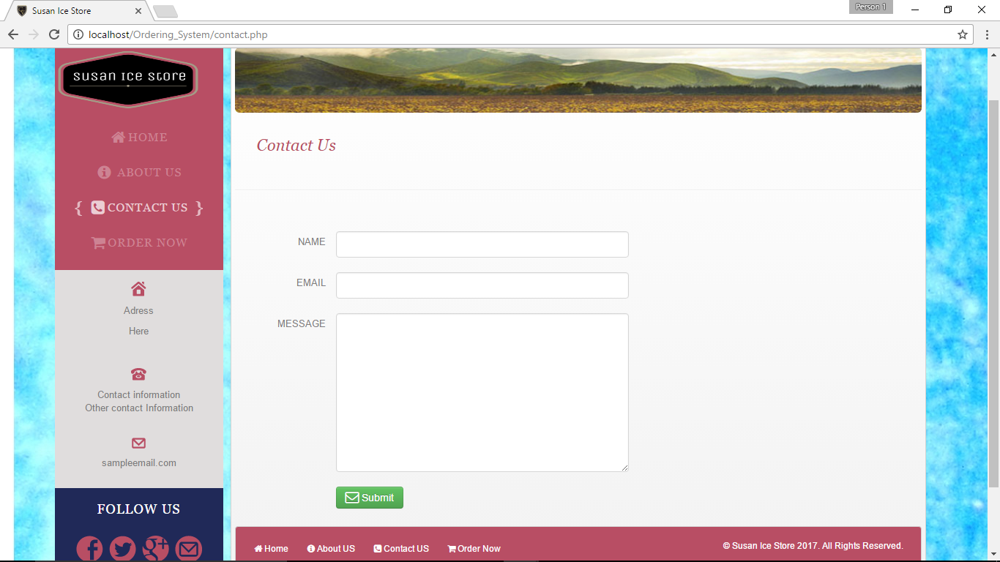 Susan Ice Store
Person 1
localhost/Ordering_System/contact.php
susan Ice Store
HOME
ABOUT US
{ CONTACT US }
ORDER NOW
Adress
Here
Contact information
Other contact Information
sampleemail.com
FOLLOW US
Contact Us
NAME
EMAIL
MESSAGE
Submit
Home About US Contact US Order Now
© Susan Ice Store 2017. All Rights Reserved.